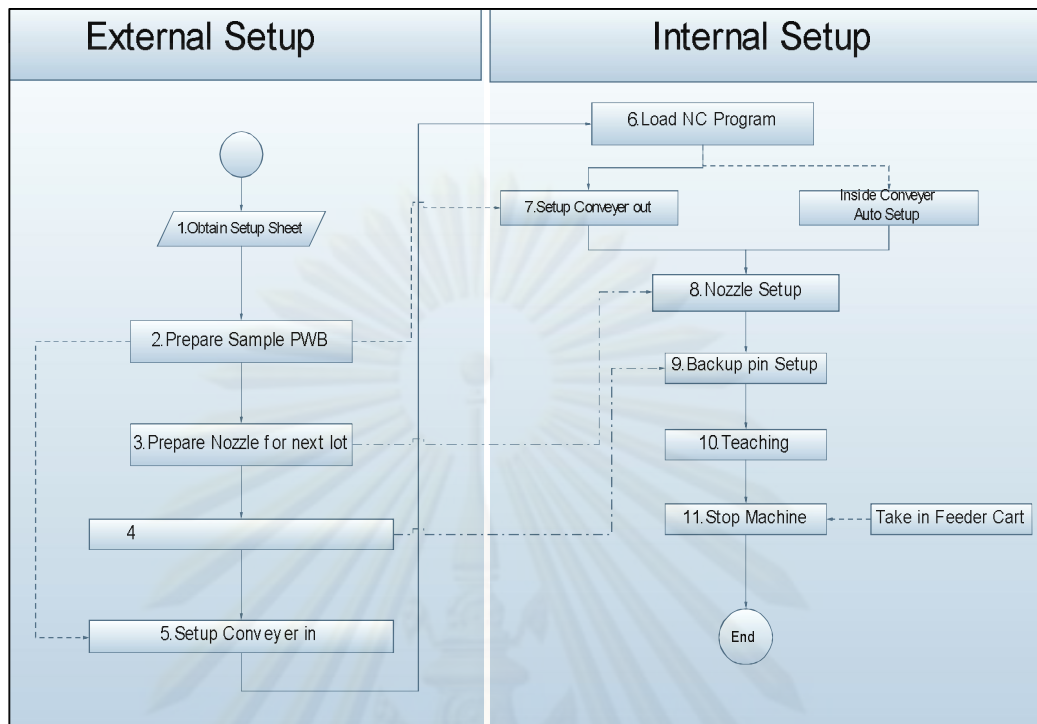 External Setup
1.Obtain Setup Sheet
2.Prepare Sample PWB
3.Prepare Nozzle for next lot
4
5.Setup Conveyer in
Internal Setup
6.Load NC Program
7.Setup Conveyer out
Inside Conveyer
Auto Setup
8.Nozzle Setup
9.Backup pin Setup
10.Teaching
11.Stop Machine
Take in Feeder Cart
End